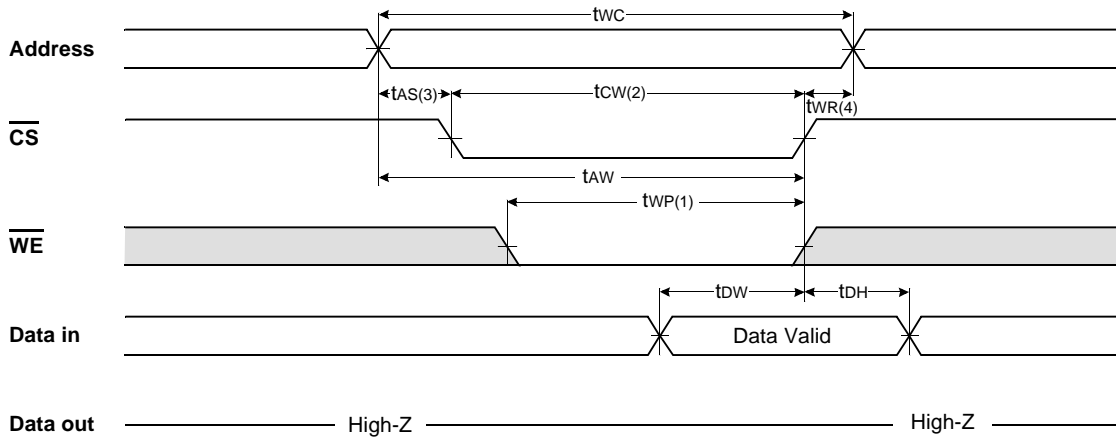 tWC
Address
tAS(3) tCW(2) tWR(4)
CS
tAW
tWP(1)
WE
tDW tDH
Data in Data Valid
Data out High-Z High-Z